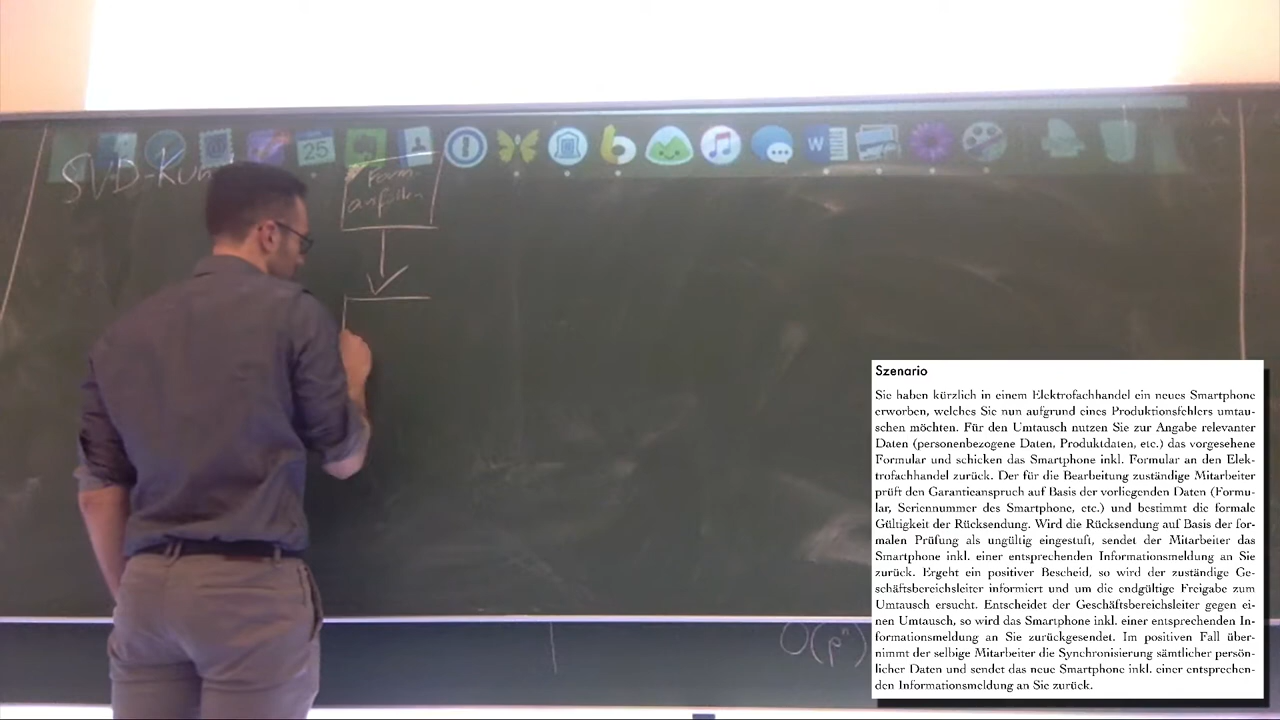 SVD-Kun
Form.
25
Szenario
Sie haben kürzlich in einem Elektrofachhandel ein neues Smartphone
erworben, welches Sie nun aufgrund eines Produktionsfehlers umtau-
schen möchten. Für den Umtausch nutzen Sie zur Angabe relevanter
Daten (personenbezogene Daten, Produktdaten, etc.) das vorgesehene
Formular und schicken das Smartphone inkl. Formular an den Elek-
trofachhandel zurück. Der für die Bearbeitung zuständige Mitarbeiter
prüft den Garantieanspruch auf Basis der vorliegenden Daten (Formu-
lar, Seriennummer des Smartphone, etc.) und bestimmt die formale
Gültigkeit der Rücksendung. Wird die Rücksendung auf Basis der for-
malen Prüfung als ungültig eingestuft, sendet der Mitarbeiter das
Smartphone inkl. einer entsprechenden Informationsmeldung an Sie
zurück. Ergeht ein positiver Bescheid, so wird der zuständige Ge-
schäftsbereichsleiter informiert und um die endgültige Freigabe zum
Umtausch ersucht. Entscheidet der Geschäftsbereichsleiter gegen ei-
nen Umtausch, so wird das Smartphone inkl. einer entsprechenden In-
formationsmeldung an Sie zurückgesendet. Im positiven Fall über-
nimmt der selbige Mitarbeiter die Synchronisierung sämtlicher persön-
licher Daten und sendet das neue Smartphone inkl. einer entsprechen-
den Informationsmeldung an Sie zurück.
O(pⁿ)